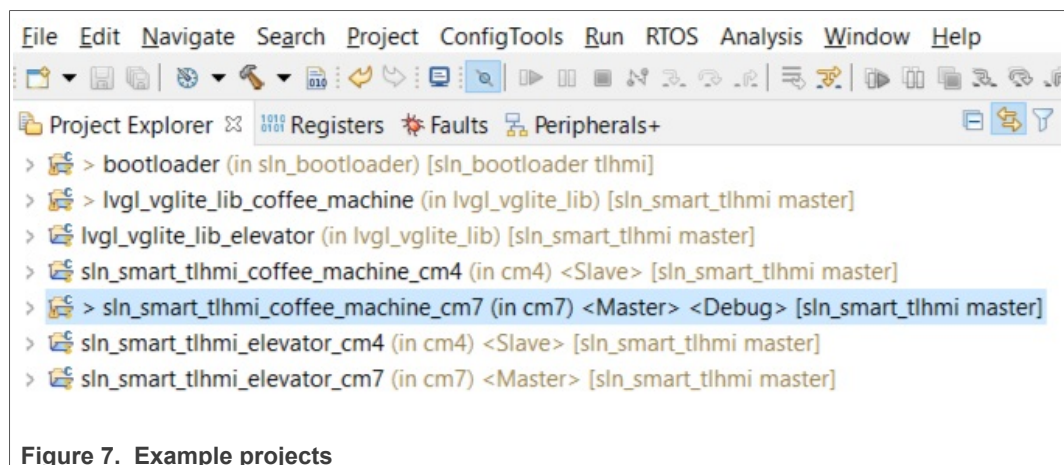 File Edit Navigate Search Project ConfigTools Run RTOS Analysis Window Help
Project Explorer Registers Faults Peripherals+
> bootloader (in sln_bootloader) [sln_bootloader tlhmi]
> lvgl_vglite_lib_coffee_machine (in lvgl_vglite_lib) [sln_smart_tlhmi master]
lvgl_vglite_lib_elevator (in lvgl_vglite_lib) [sln_smart_tlhmi master]
sln_smart_tlhmi_coffee_machine_cm4 (in cm4) <Slave> [sln_smart_tlhmi master]
> sln_smart_tlhmi_coffee_machine_cm7 (in cm7) <Master> <Debug> [sln_smart_tlhmi master]
sln_smart_tlhmi_elevator_cm4 (in cm4) <Slave> [sln_smart_tlhmi master]
sln_smart_tlhmi_elevator_cm7 (in cm7) <Master> [sln_smart_tlhmi master]
Figure 7. Example projects